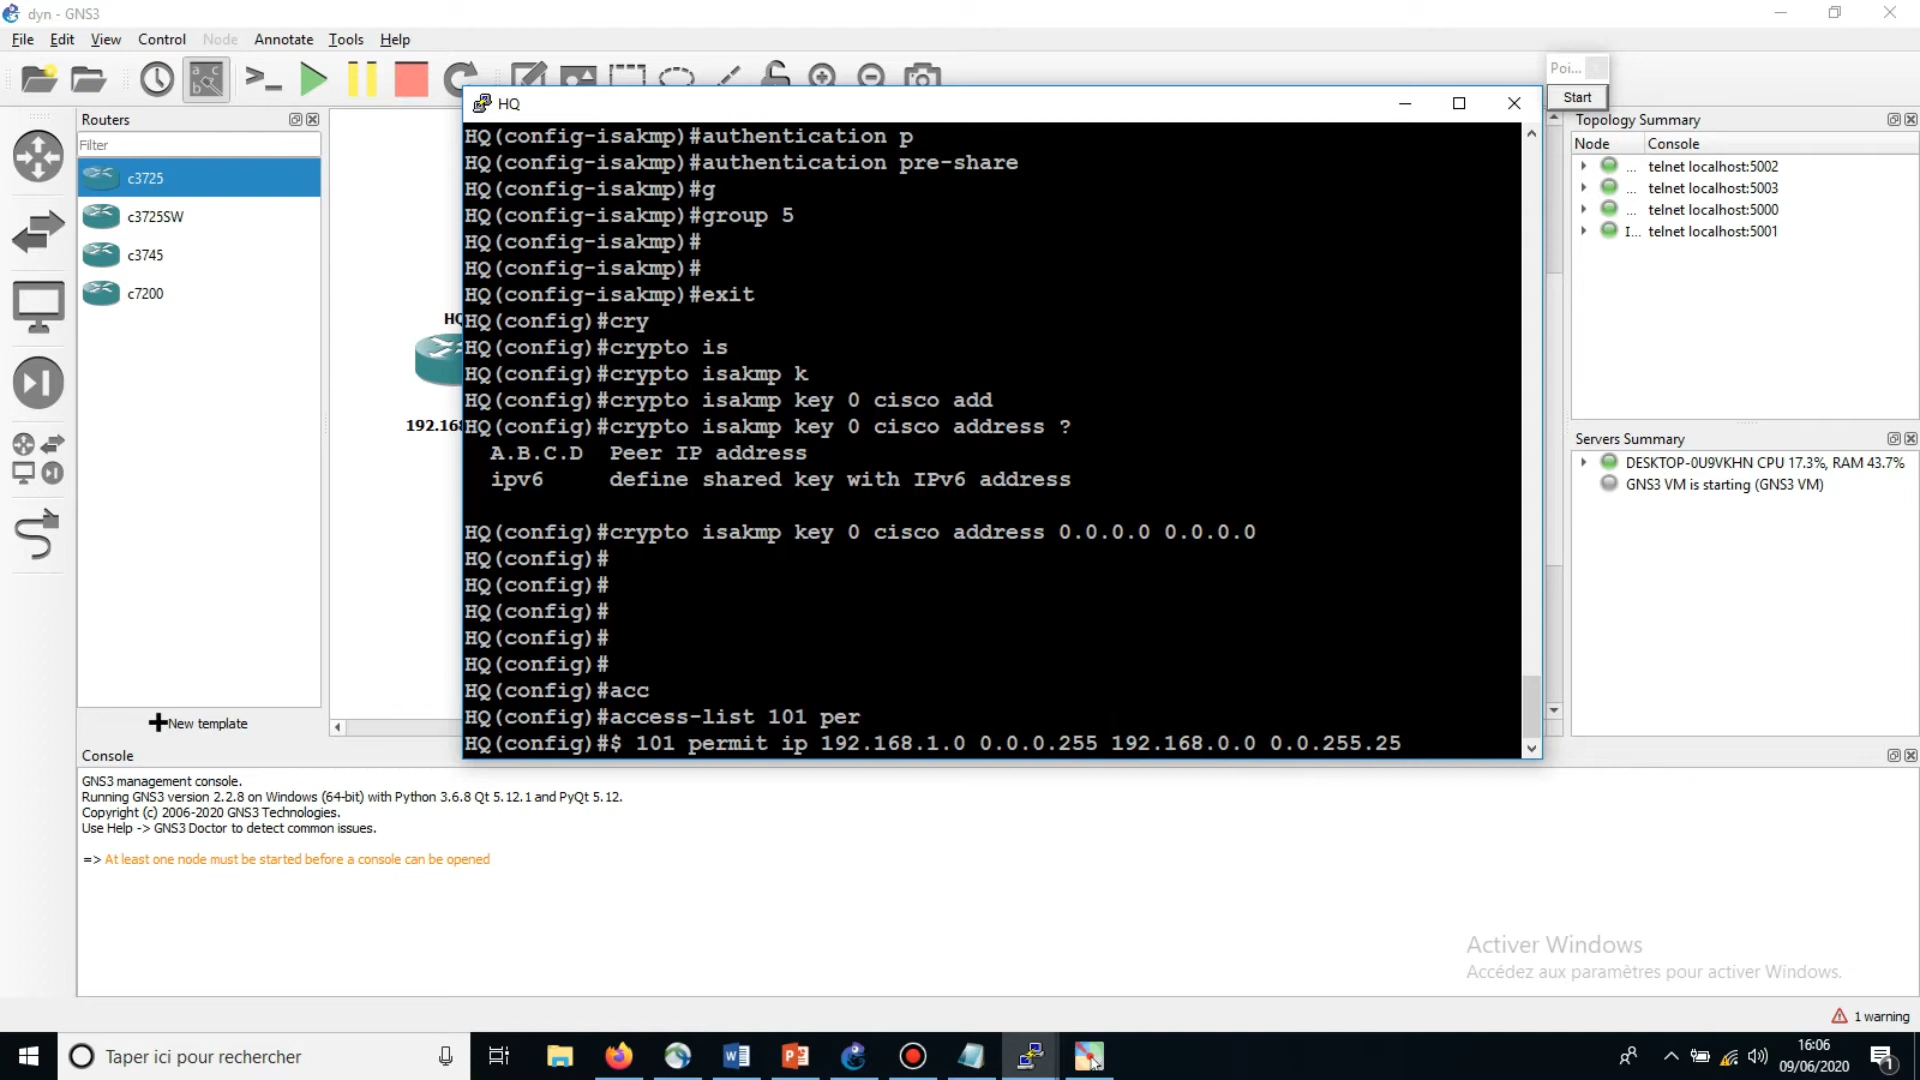 dyn - GNS3
File Edit View Control Node Annotate Tools Help
Poi...
Start
Routers
Filter
c3725
c3725SW
c3745
c7200
New template
HQ
192.168
HQ
HQ(config-isakmp)#authentication p
HQ(config-isakmp)#authentication pre-share
HQ(config-isakmp)#g
HQ(config-isakmp)#group 5
HQ(config-isakmp)#
HQ(config-isakmp)#
HQ(config-isakmp)#exit
HQ(config)#cry
HQ(config)#crypto is
HQ(config)#crypto isakmp k
HQ(config)#crypto isakmp key 0 cisco add
HQ(config)#crypto isakmp key 0 cisco address ?
A.B.C.D Peer IP address
ipv6 define shared key with IPv6 address
HQ(config)#crypto isakmp key 0 cisco address 0.0.0.0 0.0.0.0
HQ(config)#
HQ(config)#
HQ(config)#
HQ(config)#
HQ(config)#
HQ(config)#acc
HQ(config)#access-list 101 per
HQ(config)#$ 101 permit ip 192.168.1.0 0.0.0.255 192.168.0.0 0.0.255.25
Topology Summary
Node Console
... telnet localhost:5002
... telnet localhost:5003
... telnet localhost:5000
I... telnet localhost:5001
Servers Summary
DESKTOP-0U9VKHN CPU 17.3%, RAM 43.7%
GNS3 VM is starting (GNS3 VM)
Console
GNS3 management console.
Running GNS3 version 2.2.8 on Windows (64-bit) with Python 3.6.8 Qt 5.12.1 and PyQt 5.12.
Copyright (c) 2006-2020 GNS3 Technologies.
Use Help -> GNS3 Doctor to detect common issues.
=> At least one node must be started before a console can be opened
Activer Windows
Accédez aux paramètres pour activer Windows.
1 warning
Taper ici pour rechercher
16:06
09/06/2020
1